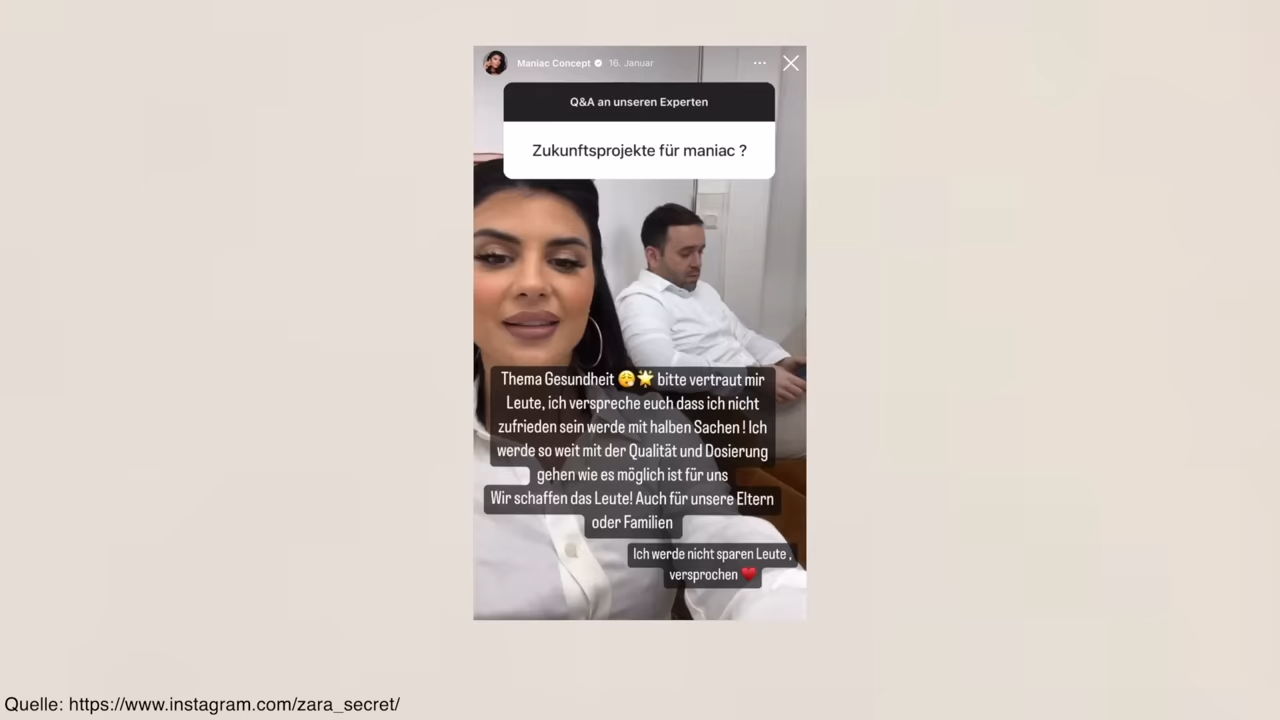 Maniac Concept 16. Januar
Q&A an unseren Experten
Zukunftsprojekte für maniac ?
Thema Gesundheit 😌🌟 bitte vertraut mir
Leute, ich verspreche euch dass ich nicht
zufrieden sein werde mit halben Sachen ! Ich
werde so weit mit der Qualität und Dosierung
gehen wie es möglich ist für uns
Wir schaffen das Leute! Auch für unsere Eltern
oder Familien
Ich werde nicht sparen Leute ,
versprochen ♥️
Quelle: https://www.instagram.com/zara_secret/